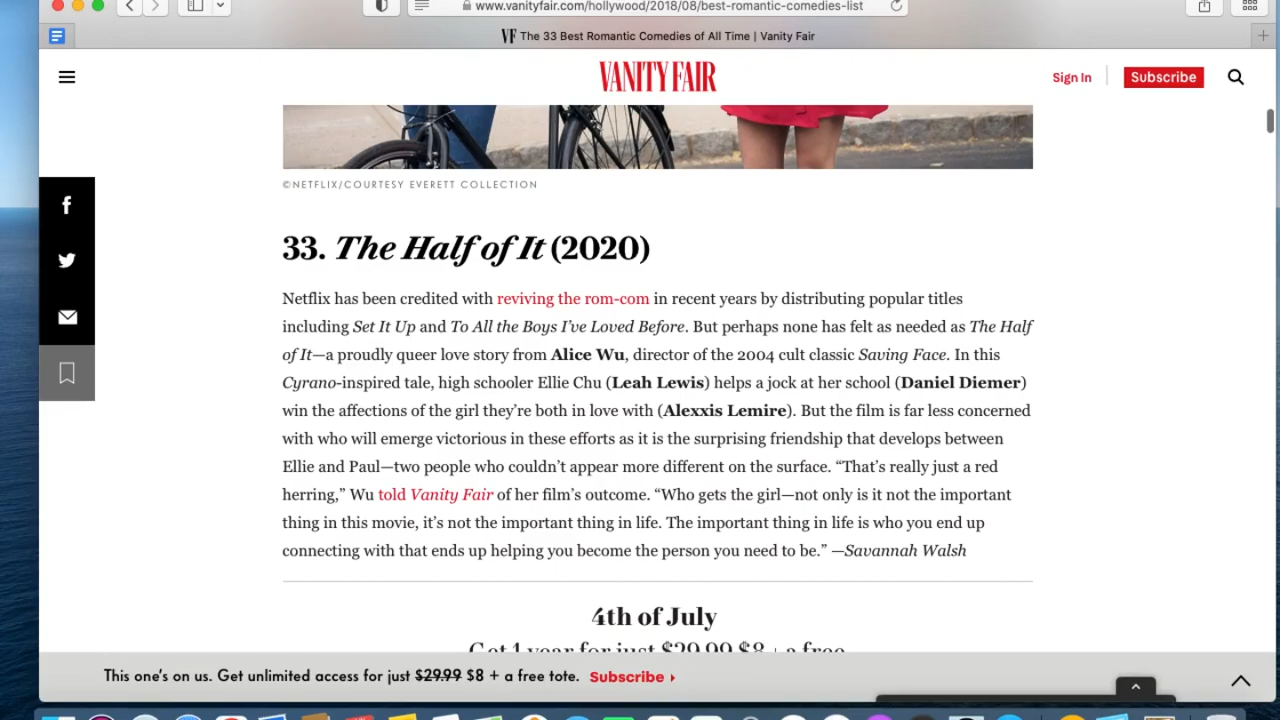 www.vanityfair.com/hollywood/2018/08/best-romantic-comedies-list
VF The 33 Best Romantic Comedies of All Time | Vanity Fair
VANITY FAIR
Sign In
Subscribe
©NETFLIX/COURTESY EVERETT COLLECTION
33. The Half of It (2020)
Netflix has been credited with reviving the rom-com in recent years by distributing popular titles
including Set It Up and To All the Boys I’ve Loved Before. But perhaps none has felt as needed as The Half
of It—a proudly queer love story from Alice Wu, director of the 2004 cult classic Saving Face. In this
Cyrano-inspired tale, high schooler Ellie Chu (Leah Lewis) helps a jock at her school (Daniel Diemer)
win the affections of the girl they’re both in love with (Alexxis Lemire). But the film is far less concerned
with who will emerge victorious in these efforts as it is the surprising friendship that develops between
Ellie and Paul—two people who couldn’t appear more different on the surface. “That’s really just a red
herring,” Wu told Vanity Fair of her film’s outcome. “Who gets the girl—not only is it not the important
thing in this movie, it’s not the important thing in life. The important thing in life is who you end up
connecting with that ends up helping you become the person you need to be.” —Savannah Walsh
4th of July
Get 1 year for just $29.99 $8 + a free
This one’s on us. Get unlimited access for just $29.99 $8 + a free tote. Subscribe